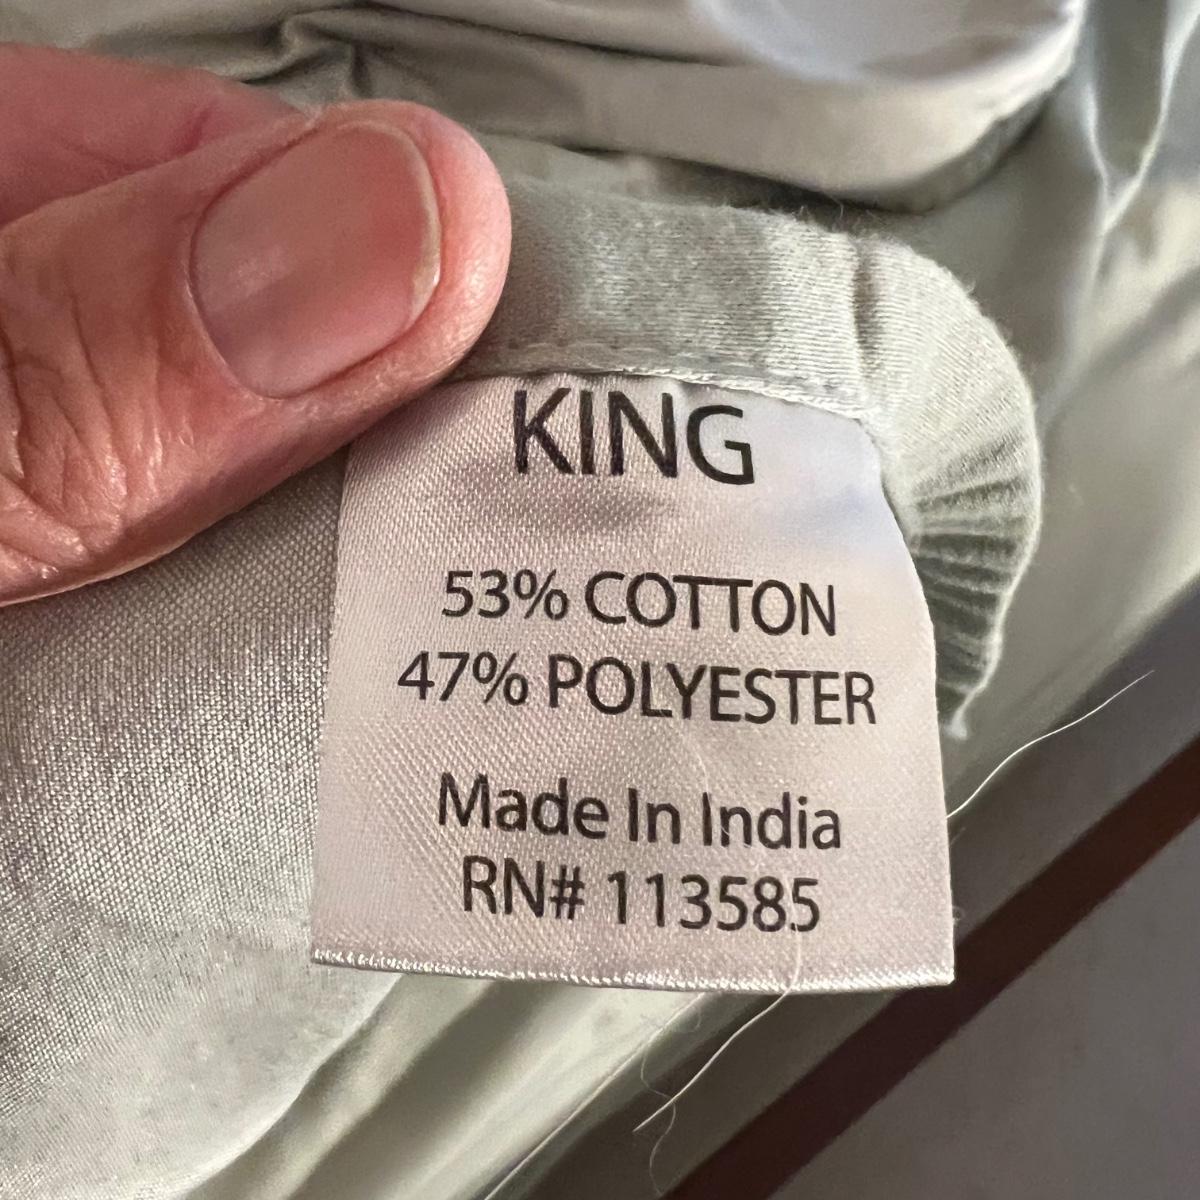 KING
53% COTTON
47% POLYESTER
Made In India
RN# 113585